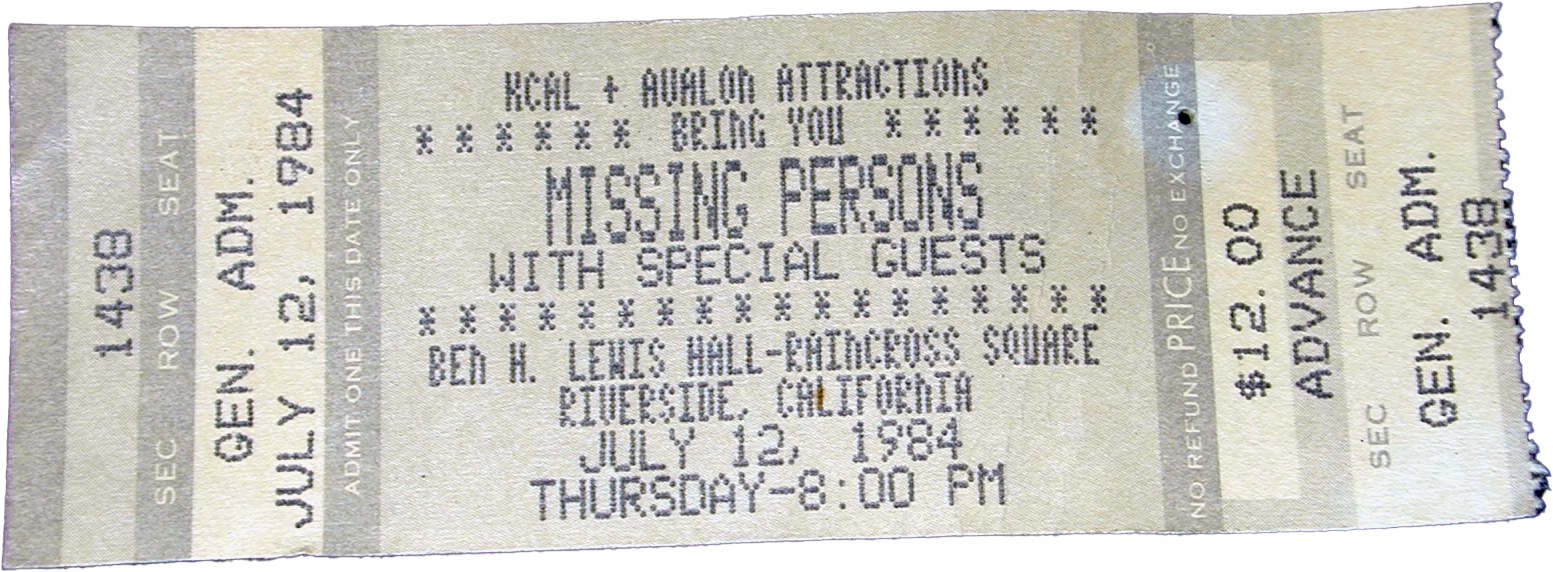 1438
SEC ROW SEAT
GEN. ADM.
JULY 12, 1984
ADMIT ONE THIS DATE ONLY
KCAL + AVALON ATTRACTIONS
****** BRING YOU ******
MISSING PERSONS
WITH SPECIAL GUESTS
******************
BEN H. LEWIS HALL-RAINCROSS SQUARE
RIVERSIDE, CALIFORNIA
JULY 12, 1984
THURSDAY-8:00 PM
NO REFUND PRICE NO EXCHANGE
$12.00
ADVANCE
SEC ROW SEAT
GEN. ADM.
1438